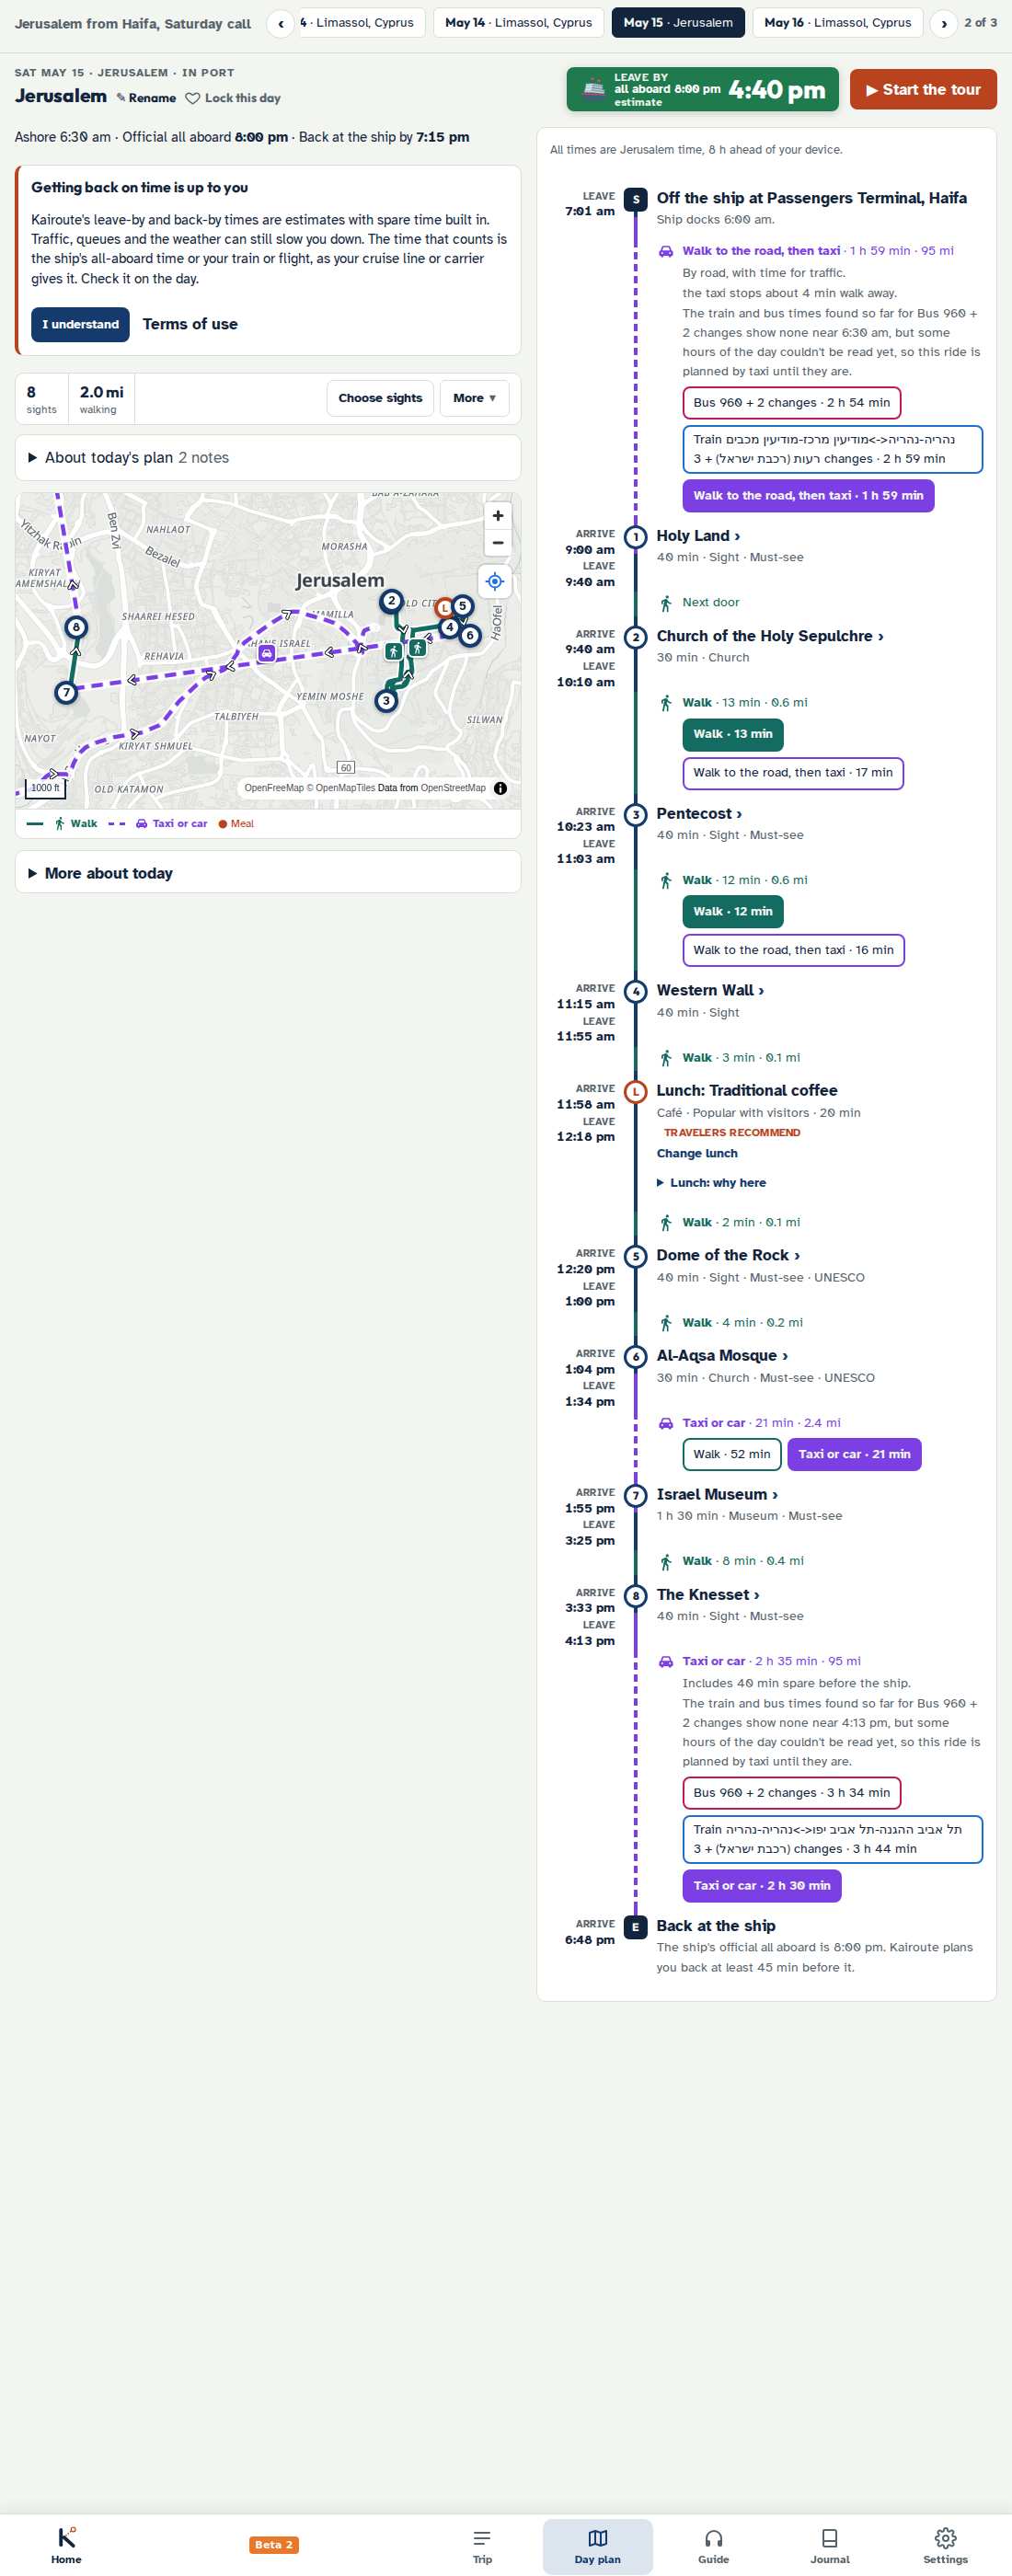 Jerusalem from Haifa, Saturday call
‹
4 · Limassol, Cyprus
May 14 · Limassol, Cyprus
May 15 · Jerusalem
May 16 · Limassol, Cyprus
›
2 of 3
SAT MAY 15 · JERUSALEM · IN PORT
Jerusalem
✎ Rename
Lock this day
LEAVE BY
all aboard 8:00 pm
estimate
4:40 pm
▶ Start the tour
Ashore 6:30 am · Official all aboard 8:00 pm · Back at the ship by 7:15 pm
Getting back on time is up to you
Kairoute's leave-by and back-by times are estimates with spare time built in.
Traffic, queues and the weather can still slow you down. The time that counts is
the ship's all-aboard time or your train or flight, as your cruise line or carrier
gives it. Check it on the day.
I understand
Terms of use
8
sights
2.0 mi
walking
Choose sights
More ▼
▶ About today's plan 2 notes
Ben Zvi
NAHLAOT
Bezalel
MORASHA
KIRYAT
Jerusalem
SHAAREI HESED
REHAVIA
YEMIN MOSHE
TALBIYEH
SILWAN
HaOfel
NAYOT
KIRYAT SHMUEL
OLD KATAMON
60
2
L
5
4
6
8
7
3
+
−
1000 ft
OpenFreeMap © OpenMapTiles Data from OpenStreetMap
Walk
Taxi or car
Meal
▶ More about today
All times are Jerusalem time, 8 h ahead of your device.
LEAVE
7:01 am
S
Off the ship at Passengers Terminal, Haifa
Ship docks 6:00 am.
Walk to the road, then taxi · 1 h 59 min · 95 mi
By road, with time for traffic.
the taxi stops about 4 min walk away.
The train and bus times found so far for Bus 960 +
2 changes show none near 6:30 am, but some
hours of the day couldn't be read yet, so this ride is
planned by taxi until they are.
Bus 960 + 2 changes · 2 h 54 min
Train נהריה-נהריה<->מודיעין מרכז-מודיעין מכבים
רעות (רכבת ישראל) + 3 changes · 2 h 59 min
Walk to the road, then taxi · 1 h 59 min
ARRIVE
9:00 am
LEAVE
9:40 am
1
Holy Land ›
40 min · Sight · Must-see
Next door
ARRIVE
9:40 am
LEAVE
10:10 am
2
Church of the Holy Sepulchre ›
30 min · Church
Walk · 13 min · 0.6 mi
Walk · 13 min
Walk to the road, then taxi · 17 min
ARRIVE
10:23 am
LEAVE
11:03 am
3
Pentecost ›
40 min · Sight · Must-see
Walk · 12 min · 0.6 mi
Walk · 12 min
Walk to the road, then taxi · 16 min
ARRIVE
11:15 am
LEAVE
11:55 am
4
Western Wall ›
40 min · Sight
Walk · 3 min · 0.1 mi
ARRIVE
11:58 am
LEAVE
12:18 pm
L
Lunch: Traditional coffee
Café · Popular with visitors · 20 min
TRAVELERS RECOMMEND
Change lunch
▶ Lunch: why here
Walk · 2 min · 0.1 mi
ARRIVE
12:20 pm
LEAVE
1:00 pm
5
Dome of the Rock ›
40 min · Sight · Must-see · UNESCO
Walk · 4 min · 0.2 mi
ARRIVE
1:04 pm
LEAVE
1:34 pm
6
Al-Aqsa Mosque ›
30 min · Church · Must-see · UNESCO
Taxi or car · 21 min · 2.4 mi
Walk · 52 min
Taxi or car · 21 min
ARRIVE
1:55 pm
LEAVE
3:25 pm
7
Israel Museum ›
1 h 30 min · Museum · Must-see
Walk · 8 min · 0.4 mi
ARRIVE
3:33 pm
LEAVE
4:13 pm
8
The Knesset ›
40 min · Sight · Must-see
Taxi or car · 2 h 35 min · 95 mi
Includes 40 min spare before the ship.
The train and bus times found so far for Bus 960 +
2 changes show none near 4:13 pm, but some
hours of the day couldn't be read yet, so this ride is
planned by taxi until they are.
Bus 960 + 2 changes · 3 h 34 min
Train תל אביב ההגנה-תל אביב יפו<->נהריה-נהריה
(רכבת ישראל) + 3 changes · 3 h 44 min
Taxi or car · 2 h 30 min
ARRIVE
6:48 pm
E
Back at the ship
The ship's official all aboard is 8:00 pm. Kairoute plans
you back at least 45 min before it.
Home
Beta 2
Trip
Day plan
Guide
Journal
Settings